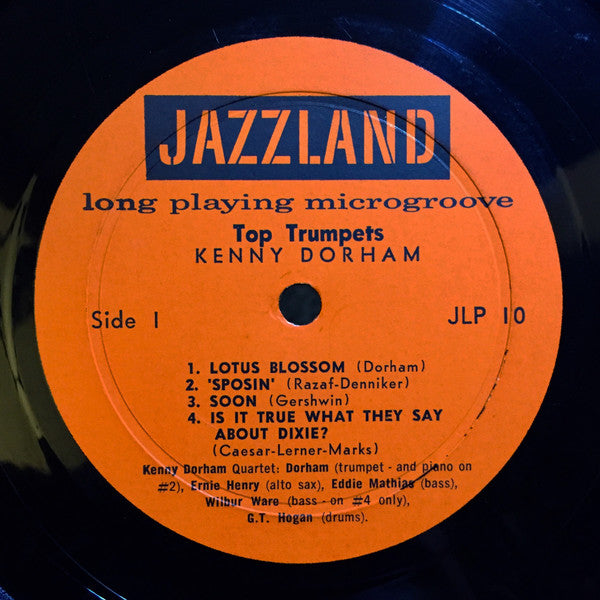 JAZZLAND
long playing microgroove
Top Trumpets
KENNY DORHAM
Side 1
JLP 10
1. LOTUS BLOSSOM (Dorham)
2. 'SPOSIN' (Razaf-Denniker)
3. SOON (Gershwin)
4. IS IT TRUE WHAT THEY SAY
ABOUT DIXIE?
(Caesar-Lerner-Marks)
Kenny Dorham Quartet: Dorham (trumpet - and piano on
#2), Ernie Henry (alto sax), Eddie Mathias (bass),
Wilbur Ware (bass - on #4 only),
G.T. Hogan (drums).